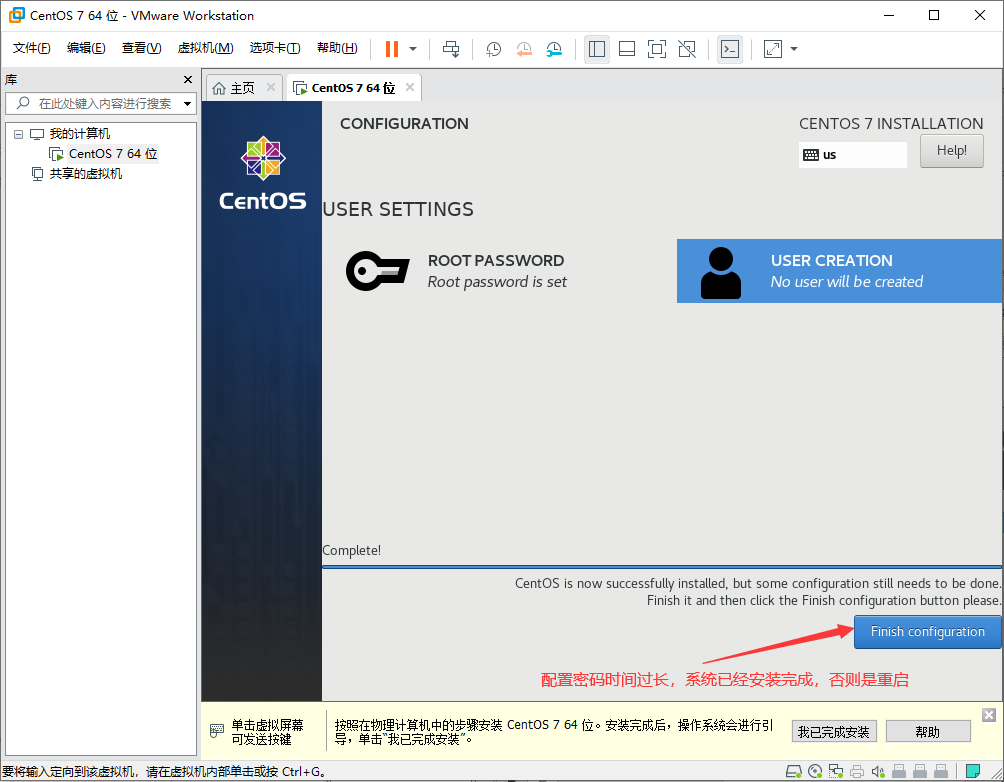 CentOS 7 64 位 - VMware Workstation
文件(F) 编辑(E) 查看(V) 虚拟机(M) 选项卡(T) 帮助(H)
库
在此处键入内容进行搜索
我的计算机
CentOS 7 64 位
共享的虚拟机
主页
CentOS 7 64 位
CentOS
CONFIGURATION
CENTOS 7 INSTALLATION
us
Help!
USER SETTINGS
ROOT PASSWORD
Root password is set
USER CREATION
No user will be created
Complete!
CentOS is now successfully installed, but some configuration still needs to be done.
Finish it and then click the Finish configuration button please.
Finish configuration
配置密码时间过长，系统已经安装完成，否则是重启
单击虚拟屏幕
可发送按键
按照在物理计算机中的步骤安装 CentOS 7 64 位。安装完成后，操作系统会进行引
导，单击“我已完成安装”。
我已完成安装
帮助
要将输入定向到该虚拟机，请在虚拟机内部单击或按 Ctrl+G。